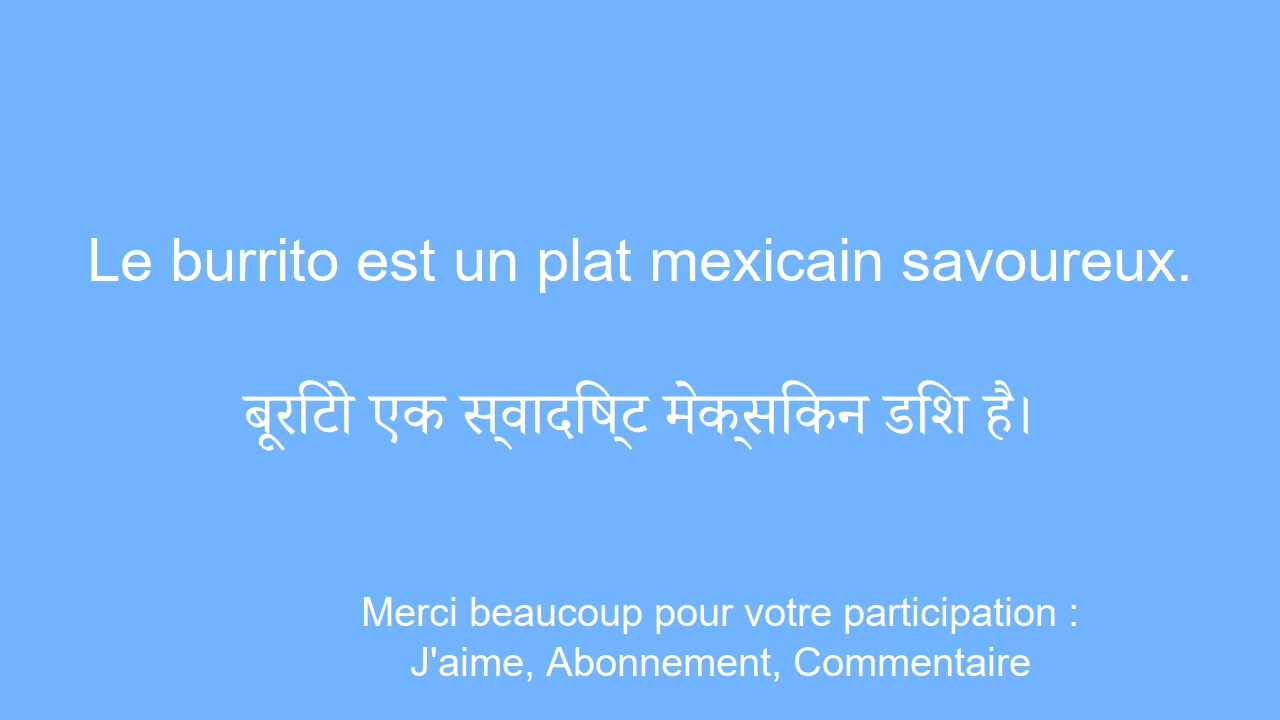 Le burrito est un plat mexicain savoureux.
बूरिटो एक स्वादिष्ट मेक्सिकन डिश है।
Merci beaucoup pour votre participation :
J'aime, Abonnement, Commentaire